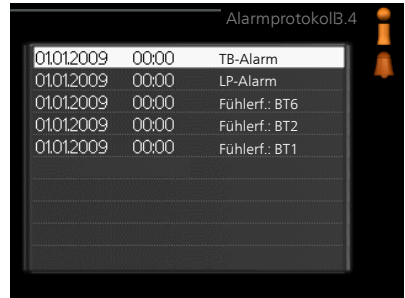 Alarmprotokoll3.4
01.01.2009 00:00 TB-Alarm
01.01.2009 00:00 LP-Alarm
01.01.2009 00:00 Fühlerf.: BT6
01.01.2009 00:00 Fühlerf.: BT2
01.01.2009 00:00 Fühlerf.: BT1